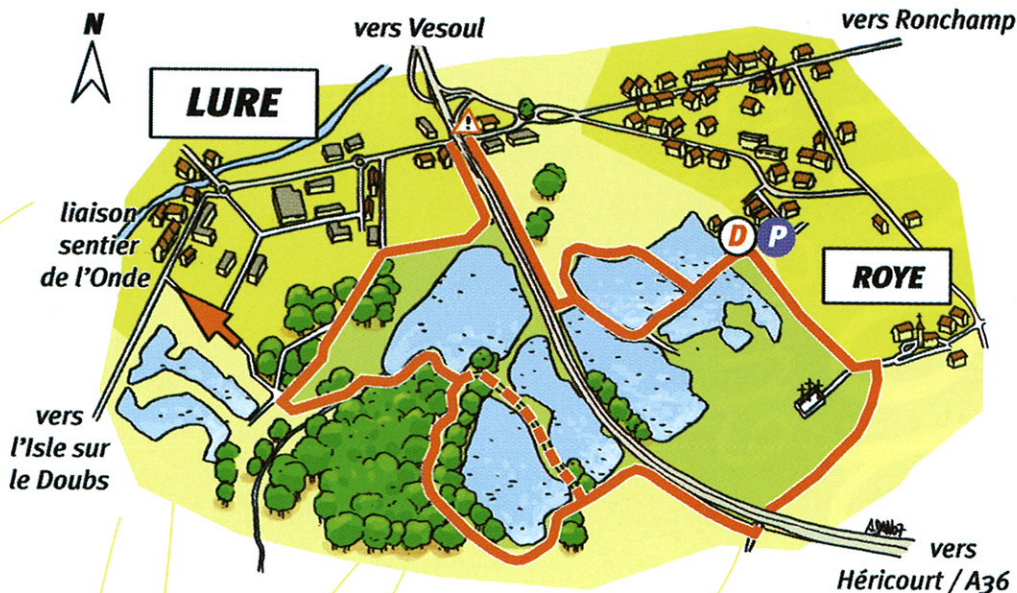 N
vers Vesoul
vers Ronchamp
LURE
liaison
sentier
de l'Onde
D
P
ROYE
vers
l'Isle sur
le Doubs
vers
Héricourt / A36